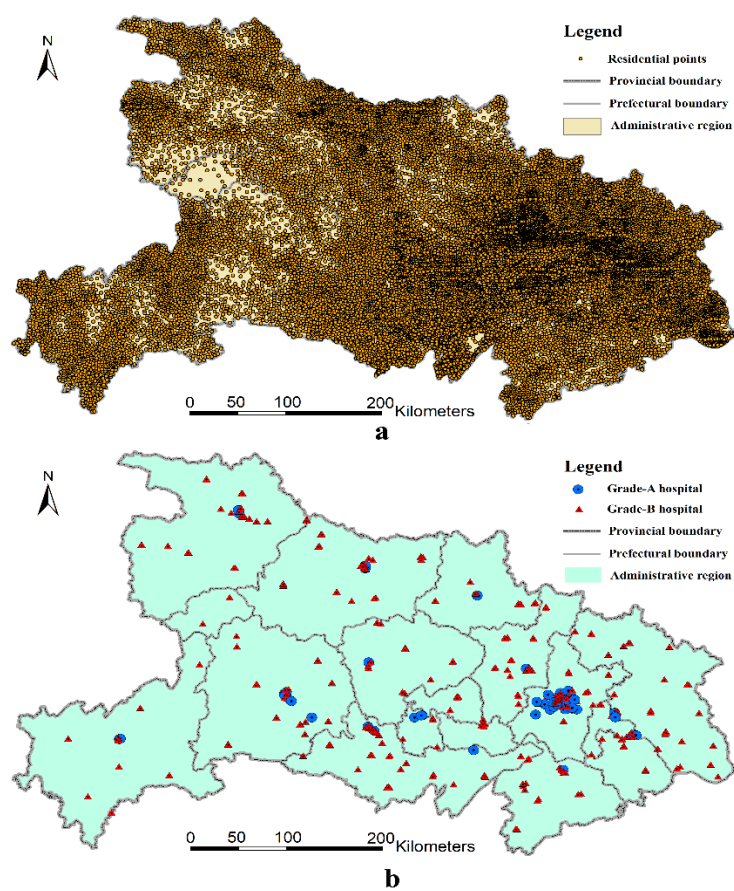 N
Legend
Residential points
Provincial boundary
Prefectural boundary
Administrative region
0 50 100 200
Kilometers
a
N
Legend
Grade-A hospital
Grade-B hospital
Provincial boundary
Prefectural boundary
Administrative region
0 50 100 200
Kilometers
b